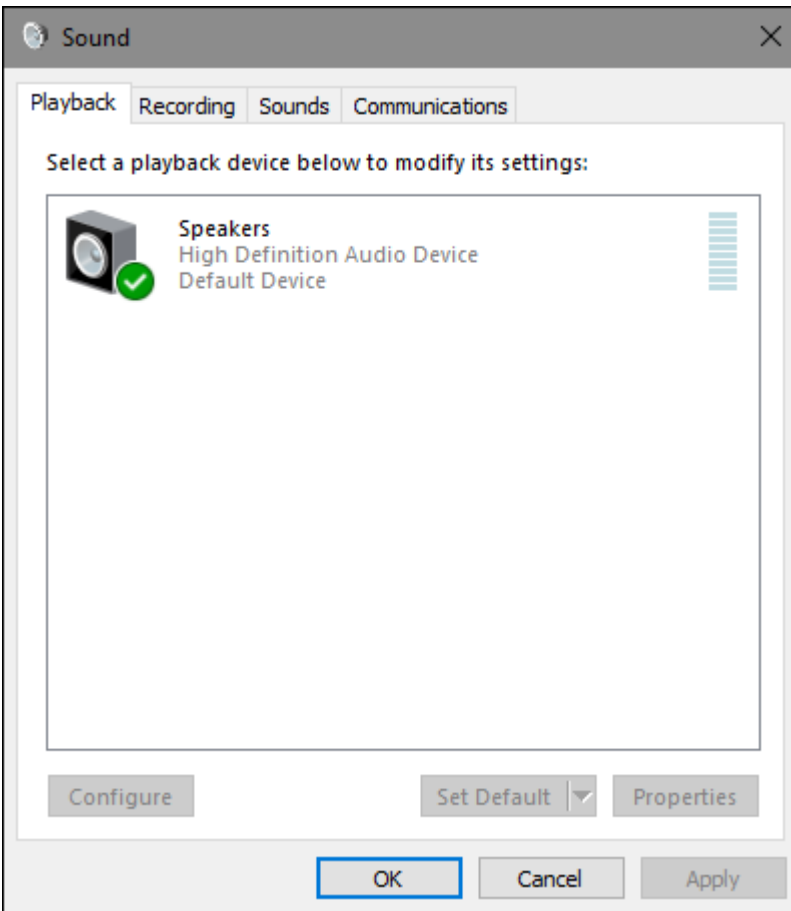 Sound
Playback Recording Sounds Communications
Select a playback device below to modify its settings:
Speakers
High Definition Audio Device
Default Device
Configure Set Default Properties
OK Cancel Apply